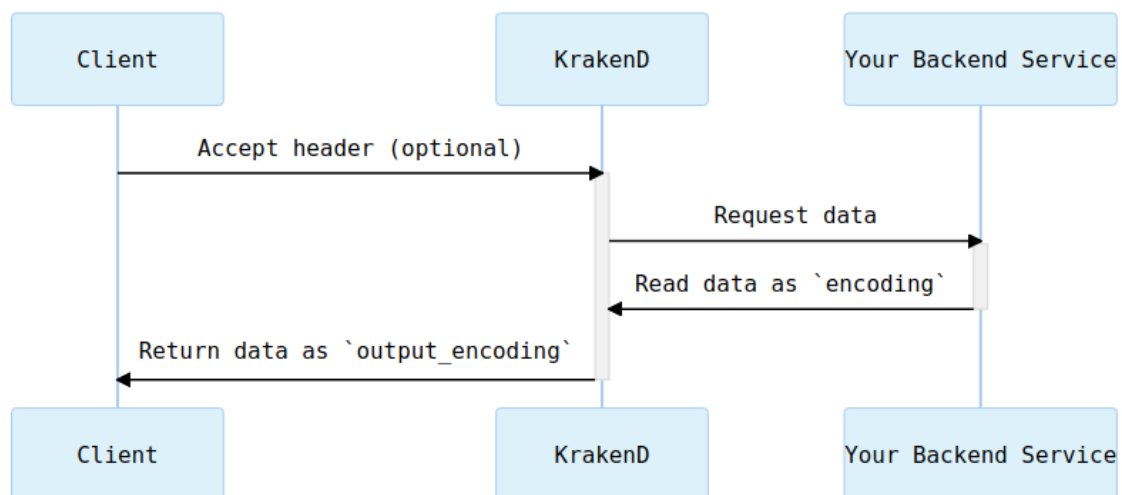 Client
KrakenD
Your Backend Service
Accept header (optional)
Request data
Read data as `encoding`
Return data as `output_encoding`
Client
KrakenD
Your Backend Service